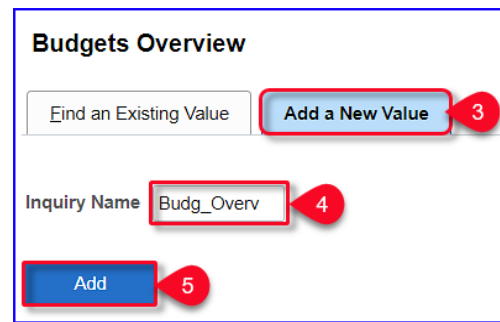 Budgets Overview
Find an Existing Value Add a New Value 3
Inquiry Name Budg_Overv 4
Add 5